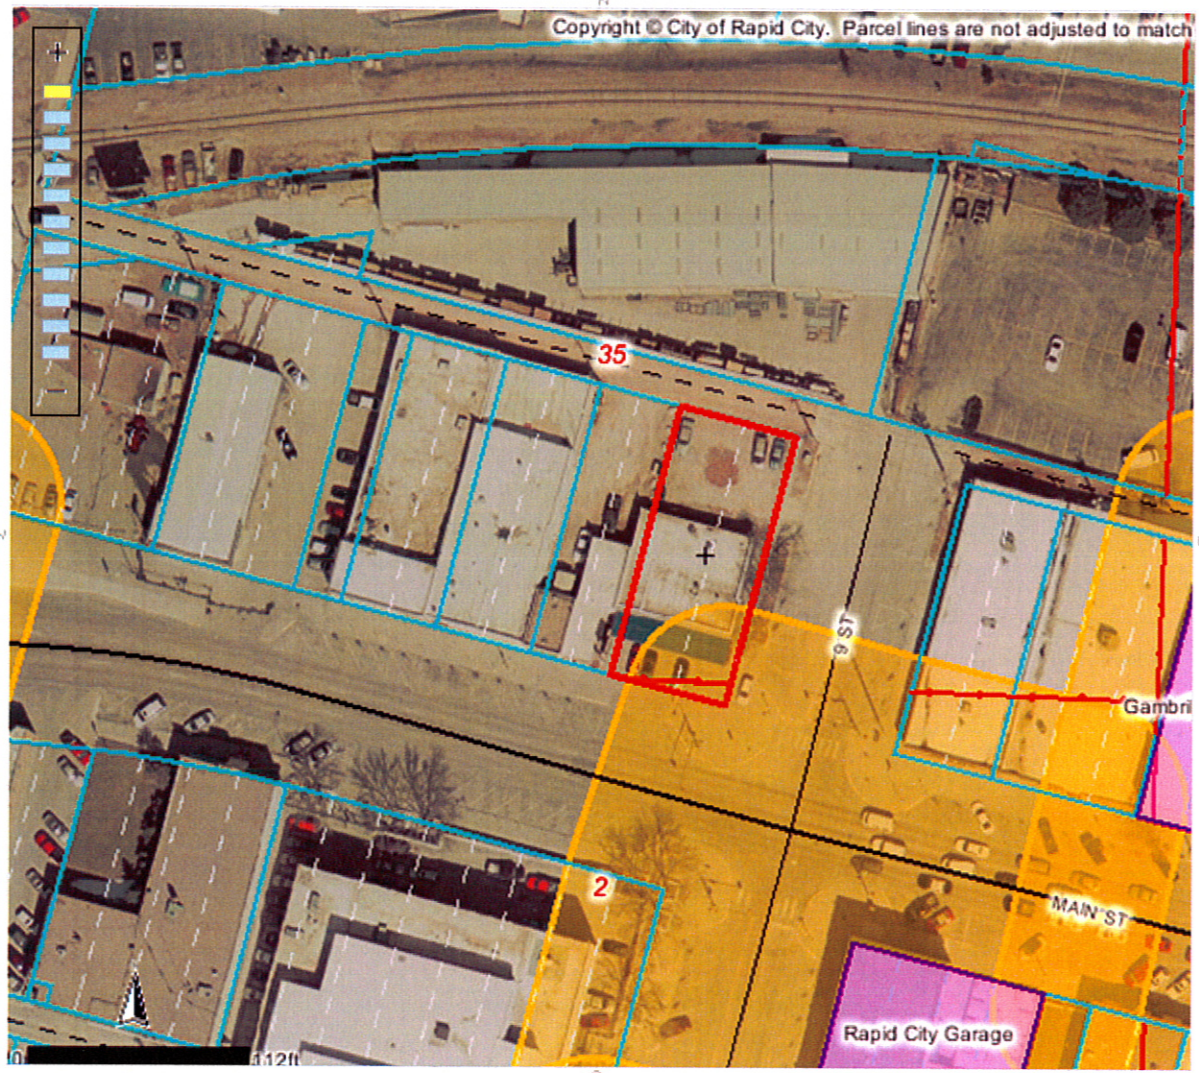 Copyright © City of Rapid City. Parcel lines are not adjusted to match
35
9 ST
Gambril
2
MAIN ST
Rapid City Garage
0
112ft